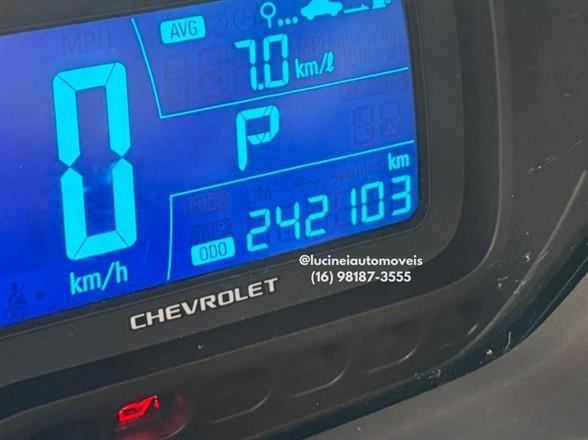 AVG
7.0 km/ℓ
0
P
km/h
km
ODO 242103
@lucineiautomoveis
(16) 98187-3555
CHEVROLET